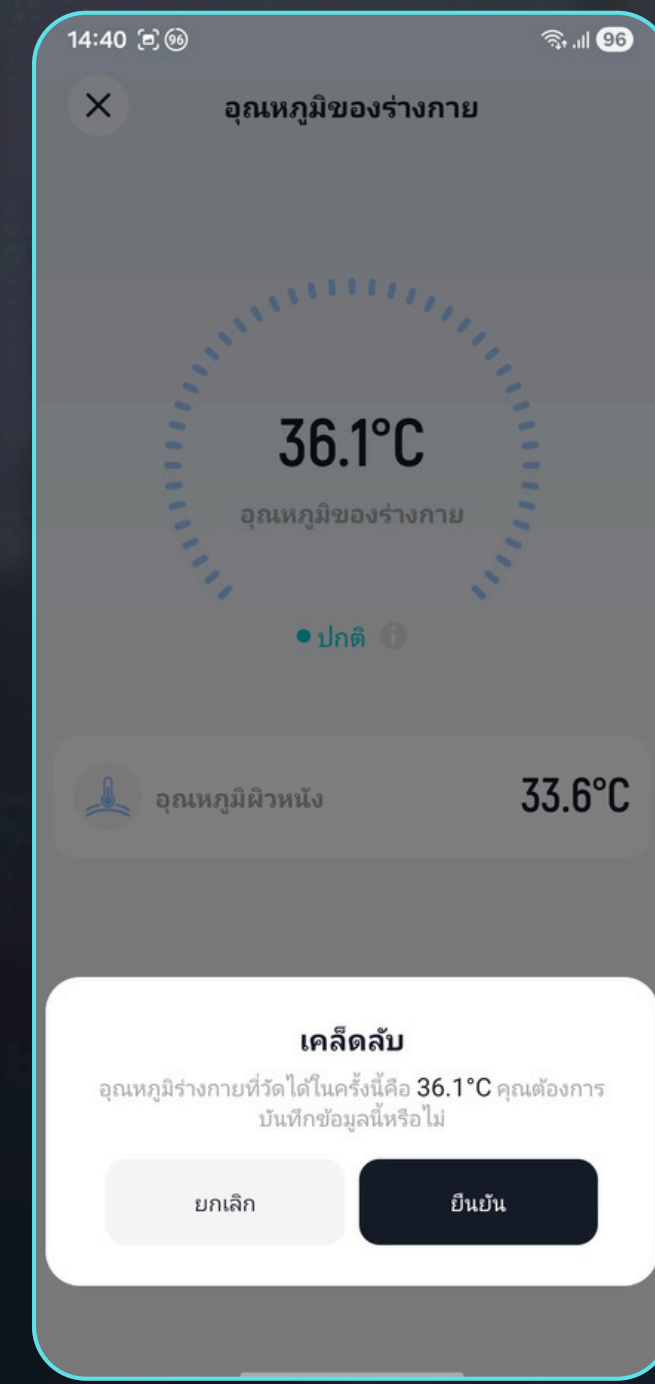 14:40 96 96
อุณหภูมิของร่างกาย
36.1°C
อุณหภูมิของร่างกาย
ปกติ
อุณหภูมิผิวหนัง 33.6°C
เคล็ดลับ
อุณหภูมิร่างกายที่วัดได้ในครั้งนี้คือ 36.1°C คุณต้องการ
บันทึกข้อมูลนี้หรือไม่
ยกเลิก ยืนยัน